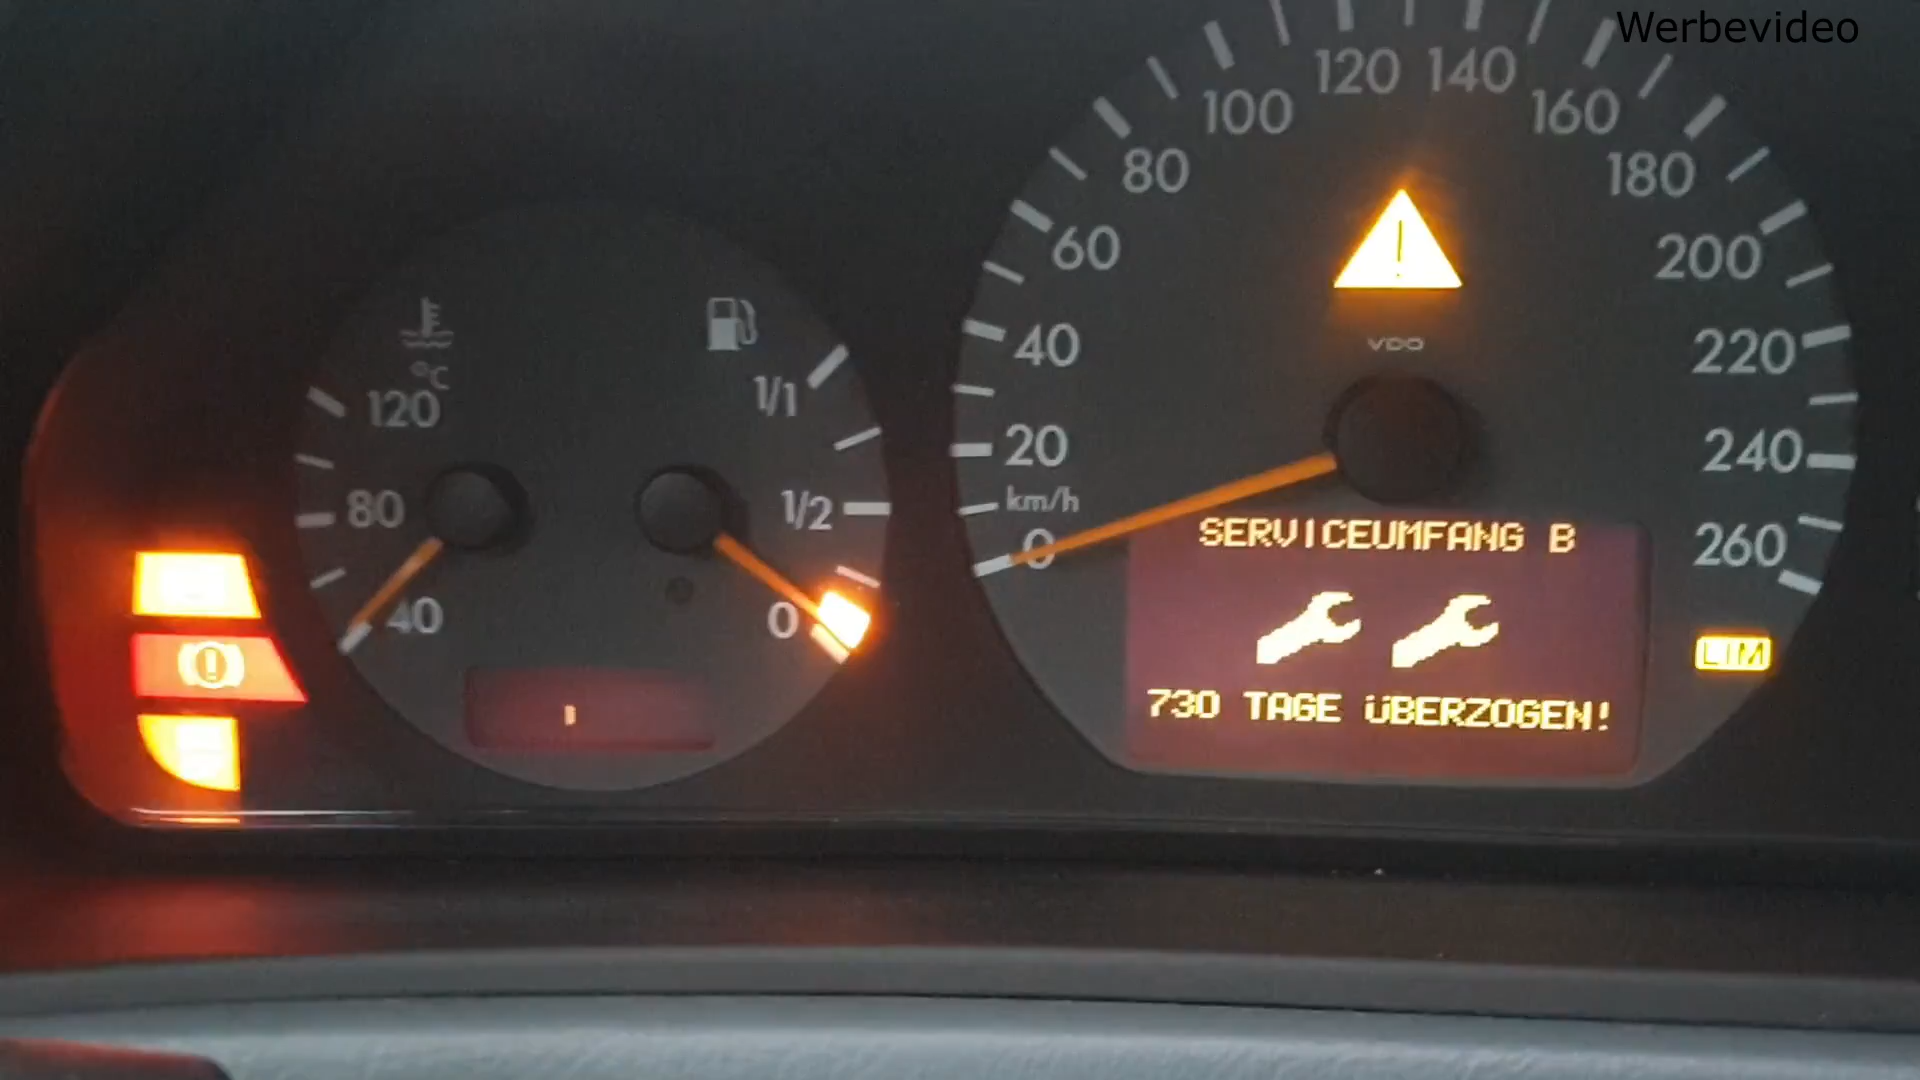 Werbevideo
120 140
100 160
80 180
60 200
VDO
40 220
20 240
km/h
0 260
SERVICEUMFANG B
LIM
730 TAGE ÜBERZOGEN!
°C
120
80
40
1/1
1/2
0